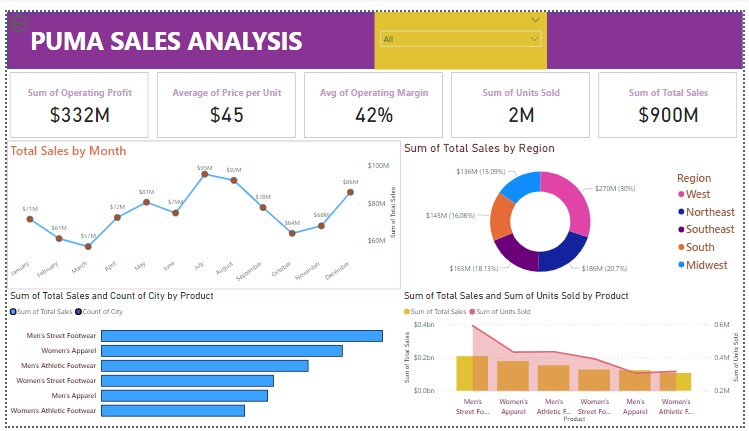 PUMA SALES ANALYSIS
All
Sum of Operating Profit
$332M
Average of Price per Unit
$45
Avg of Operating Margin
42%
Sum of Units Sold
2M
Sum of Total Sales
$900M
Total Sales by Month
$71M
$61M
$57M
$72M
$81M
$75M
$95M
$92M
$78M
$64M
$68M
$86M
$100M
$80M
$60M
Sum of Total Sales
January
February
March
April
May
June
July
August
September
October
November
December
Sum of Total Sales by Region
$136M (15.09%)
$270M (30%)
$145M (16.08%)
$163M (18.13%)
$186M (20.7%)
Region
West
Northeast
Southeast
South
Midwest
Sum of Total Sales and Count of City by Product
Sum of Total Sales
Count of City
Men's Street Footwear
Women's Apparel
Men's Athletic Footwear
Women's Street Footwear
Men's Apparel
Women's Athletic Footwear
Sum of Total Sales and Sum of Units Sold by Product
Sum of Total Sales
Sum of Units Sold
$0.4bn
$0.2bn
$0.0bn
Sum of Total Sales
0.6M
0.4M
0.2M
Sum of Units Sold
Men's
Street Fo...
Women's
Apparel
Men's
Athletic F...
Women's
Street Fo...
Men's
Apparel
Women's
Athletic F...
Product